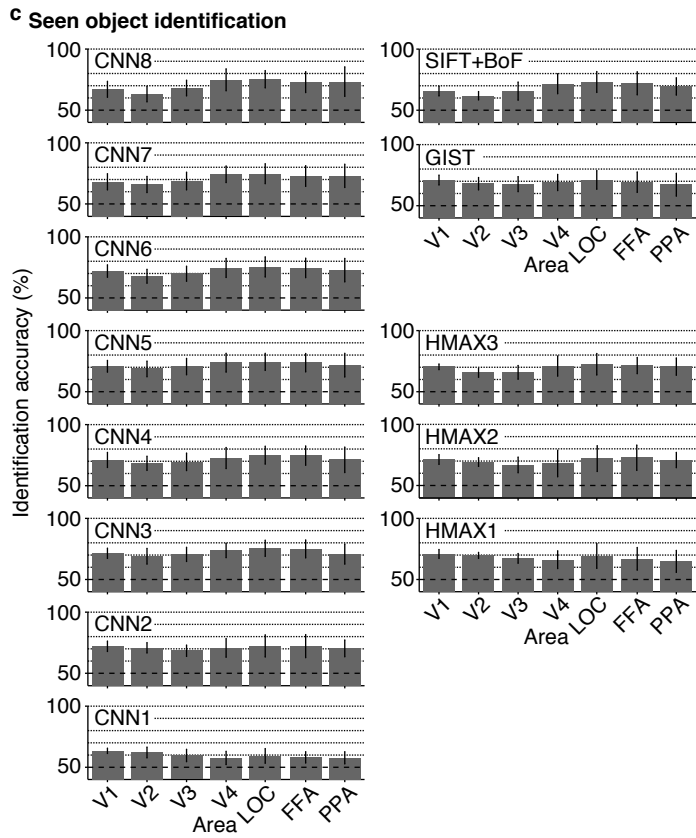 c Seen object identification
Identification accuracy (%)
100
CNN8
50
100
CNN7
50
100
CNN6
50
100
CNN5
50
100
CNN4
50
100
CNN3
50
100
CNN2
50
100
CNN1
50
V1 V2 V3 V4 LOC FFA PPA
Area
100
SIFT+BoF
50
100
GIST
50
V1 V2 V3 V4 LOC FFA PPA
Area
100
HMAX3
50
100
HMAX2
50
100
HMAX1
50
V1 V2 V3 V4 LOC FFA PPA
Area